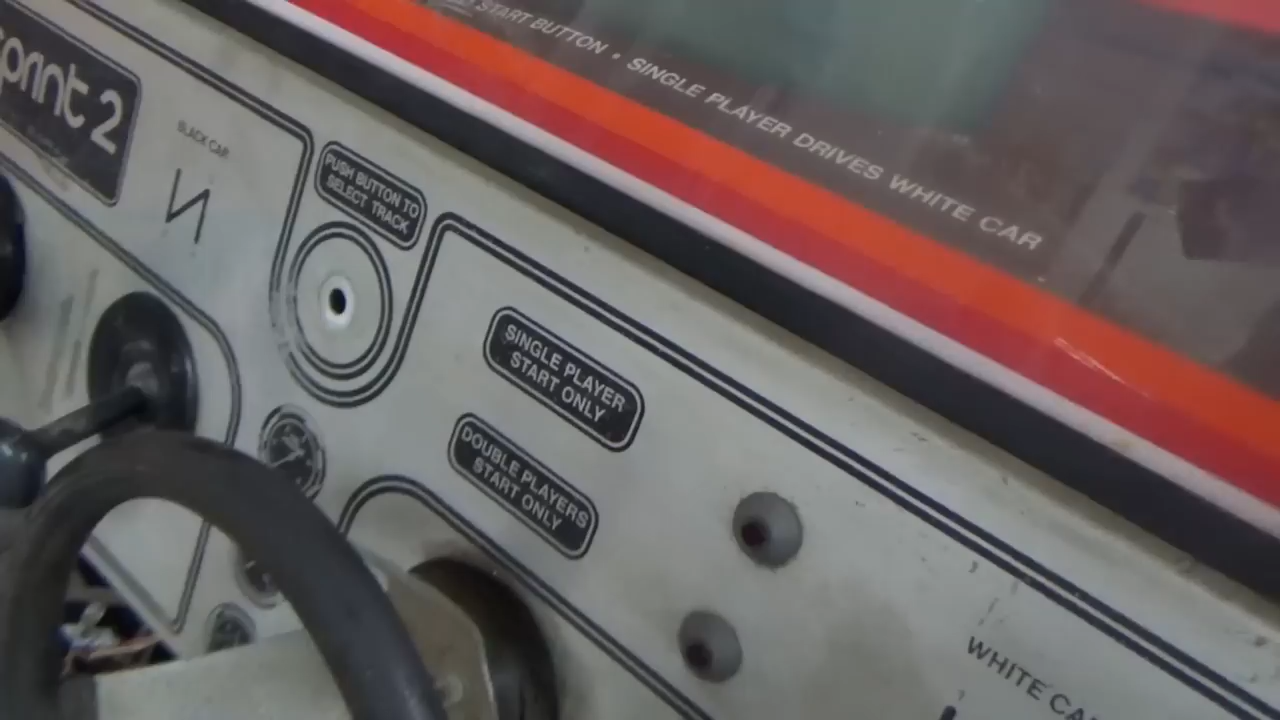 START BUTTON • SINGLE PLAYER DRIVES WHITE CAR
sprint 2
BLACK CAR
PUSH BUTTON TO
SELECT TRACK
SINGLE PLAYER
START ONLY
DOUBLE PLAYERS
START ONLY
WHITE CA